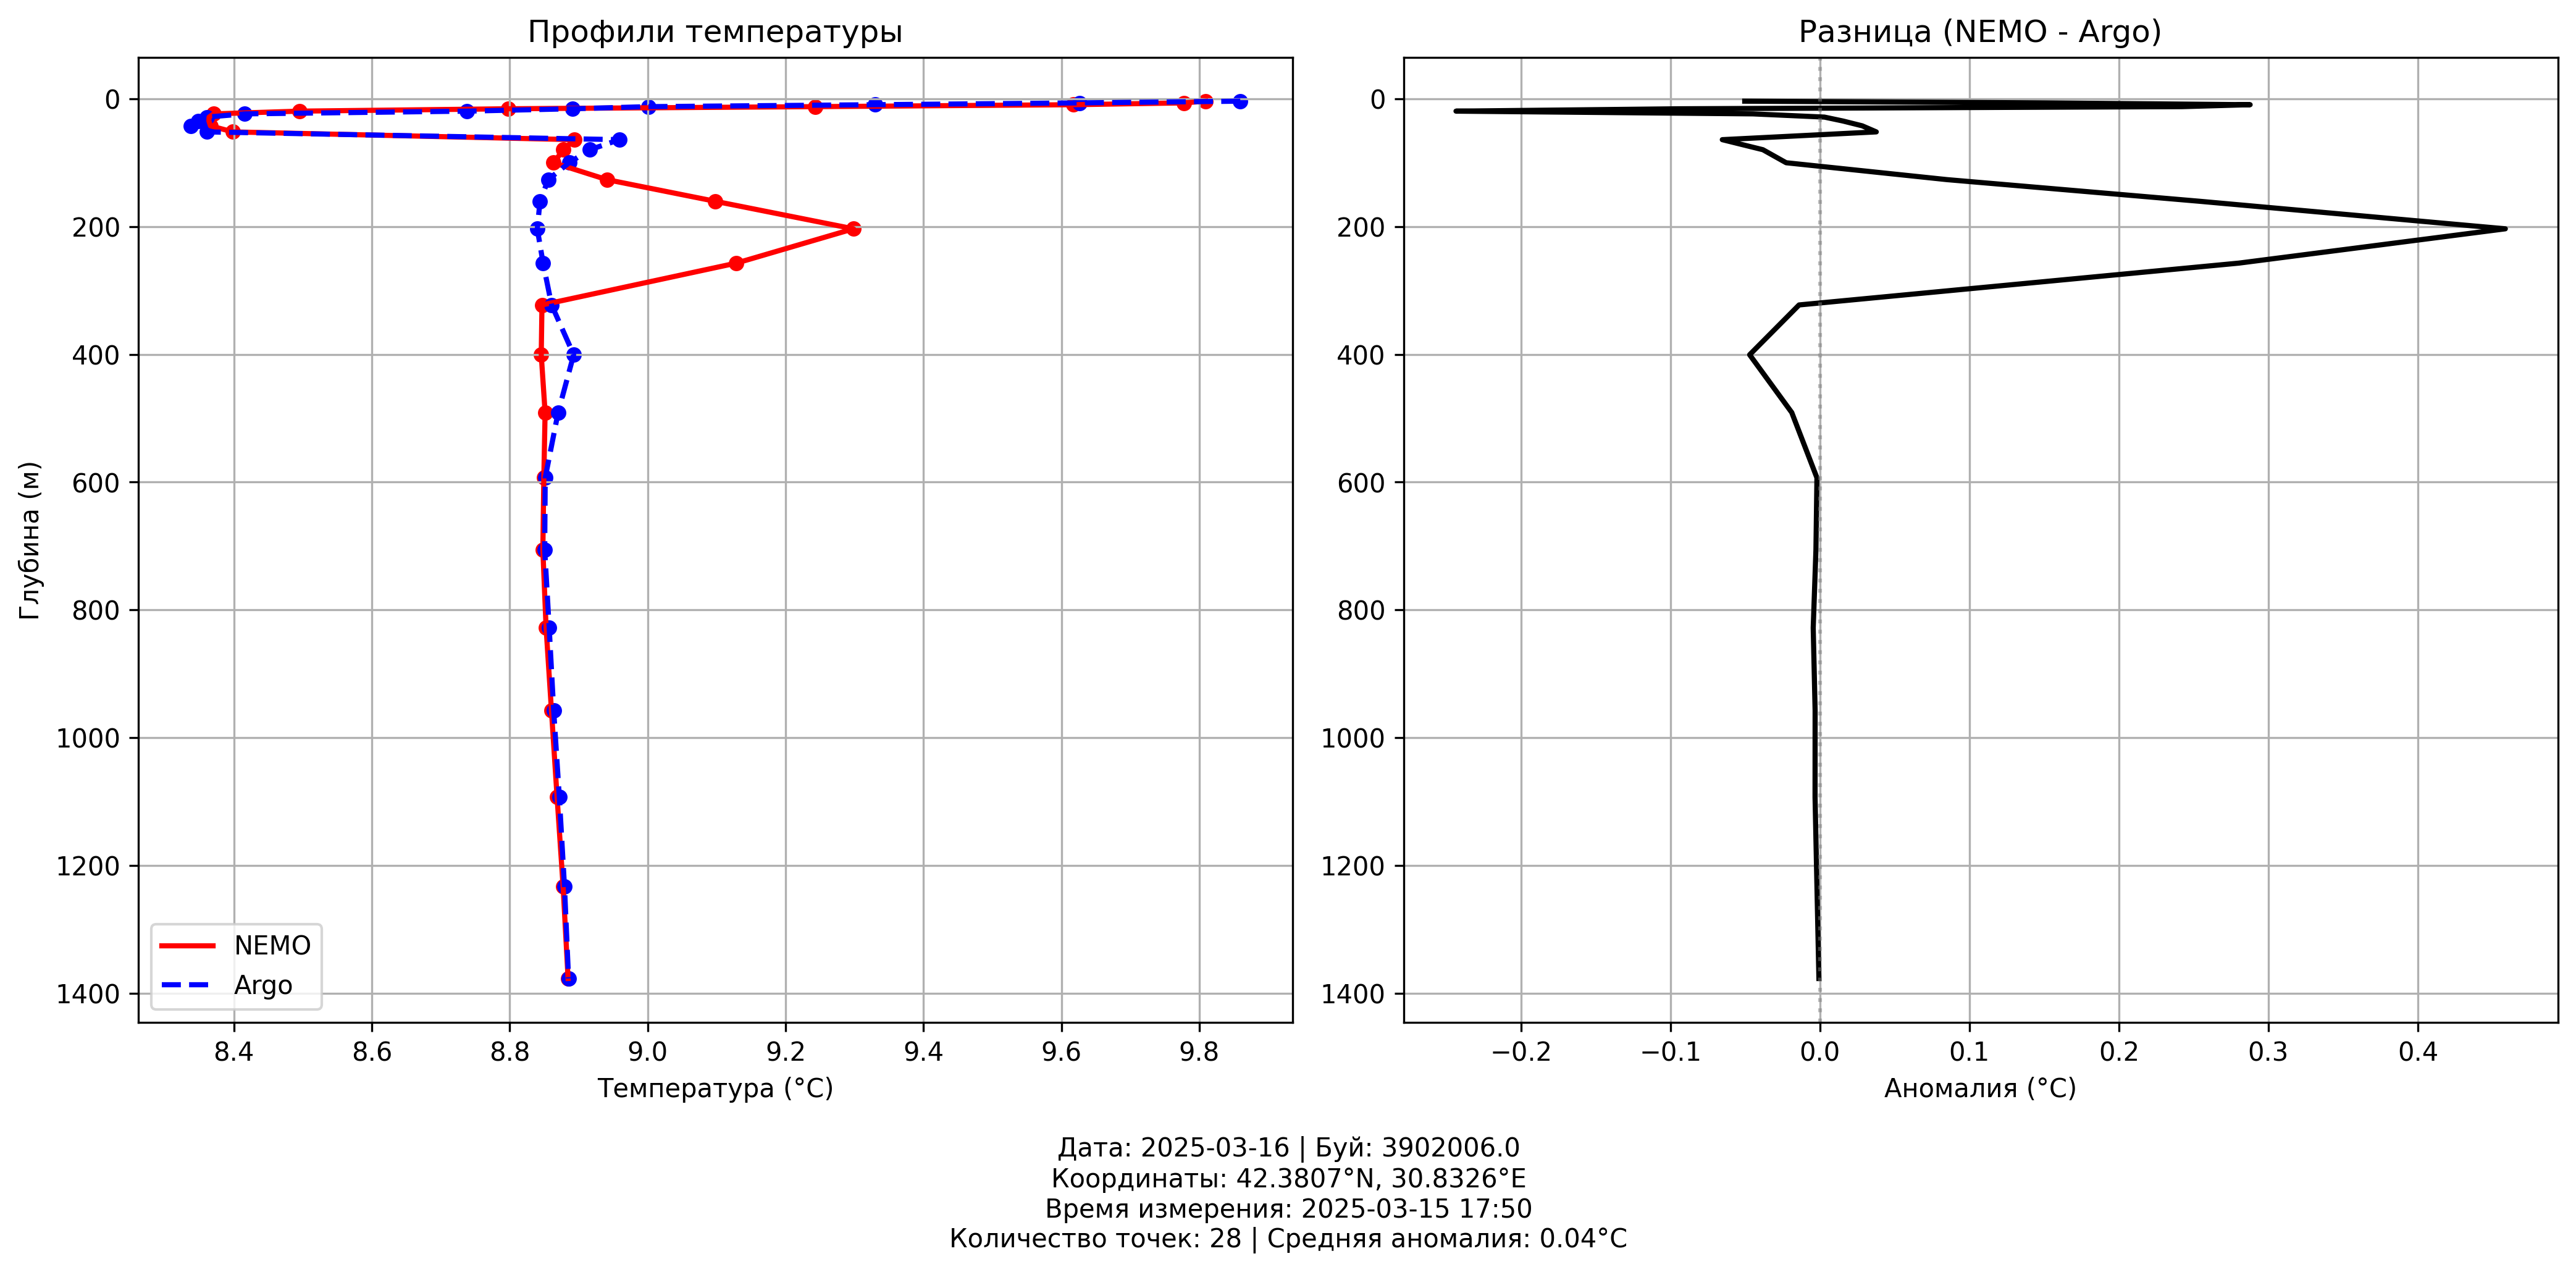 Профили температуры
0
200
400
600
800
1000
1200
1400
Глубина (м)
8.4 8.6 8.8 9.0 9.2 9.4 9.6 9.8
Температура (°C)
NEMO
Argo
Разница (NEMO - Argo)
0
200
400
600
800
1000
1200
1400
−0.2 −0.1 0.0 0.1 0.2 0.3 0.4
Аномалия (°C)
Дата: 2025-03-16 | Буй: 3902006.0
Координаты: 42.3807°N, 30.8326°E
Время измерения: 2025-03-15 17:50
Количество точек: 28 | Средняя аномалия: 0.04°C